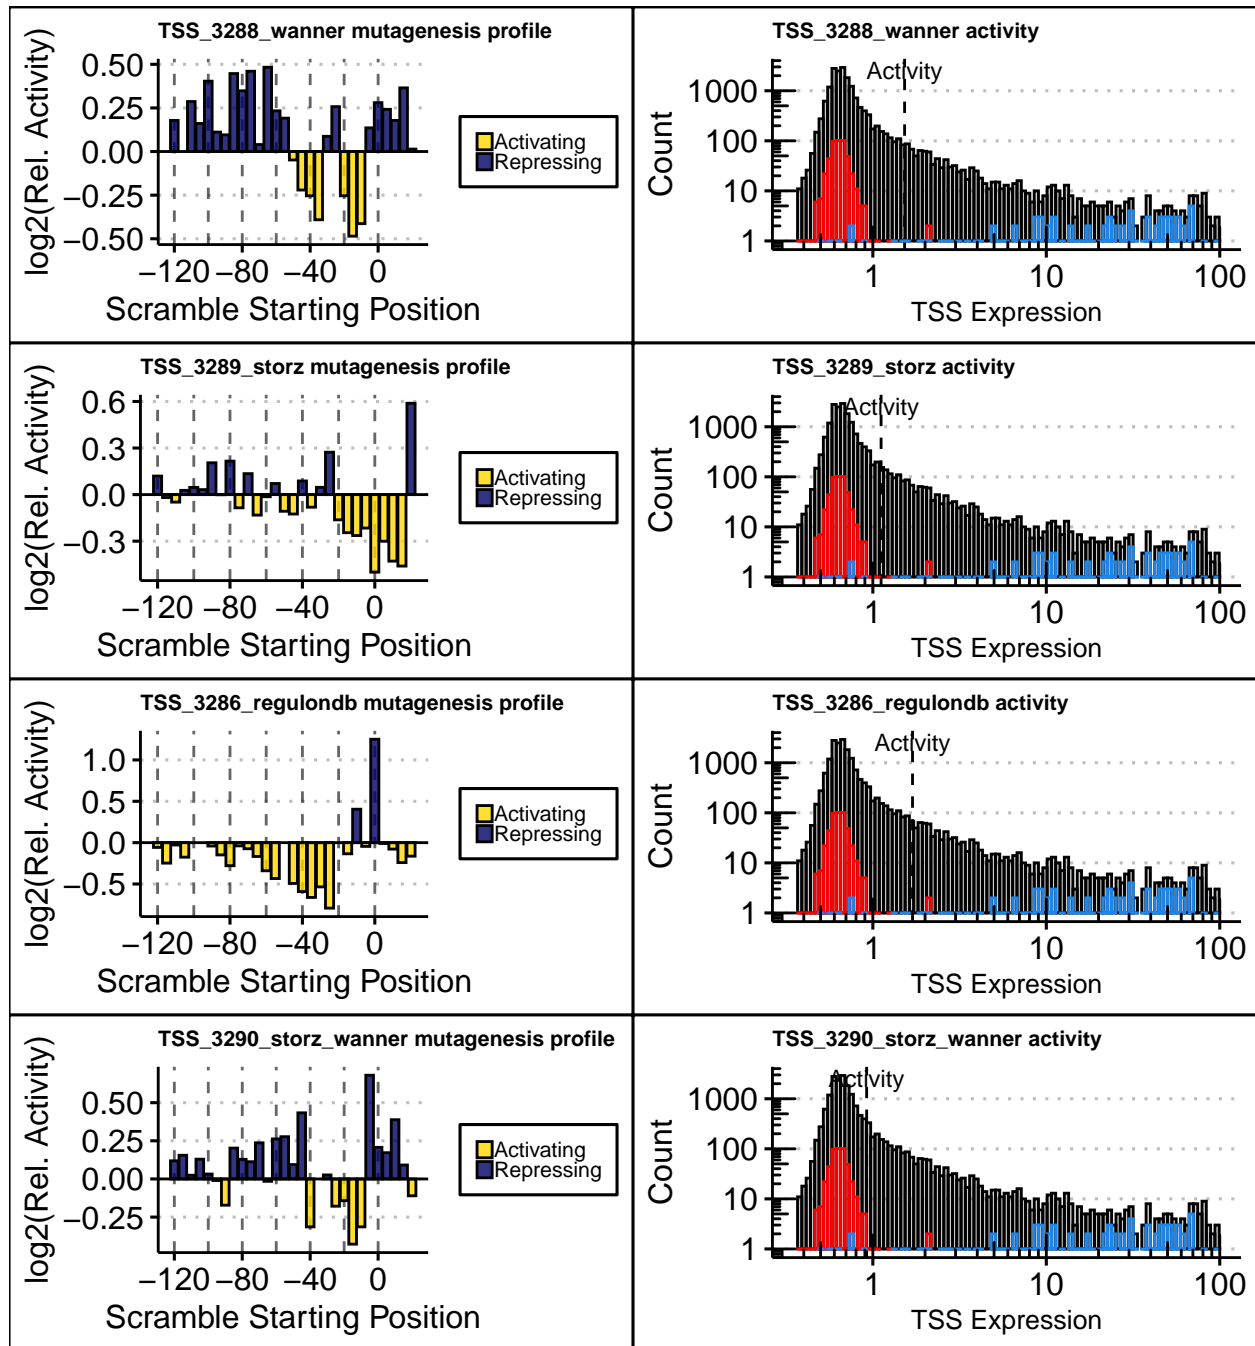 TSS_3288_wanner mutagenesis profile
log2(Rel. Activity)
0.50
0.25
0.00
−0.25
−0.50
−120 −80 −40 0
Scramble Starting Position
Activating
Repressing
TSS_3288_wanner activity
Activity
Count
1000
100
10
1
1 10 100
TSS Expression
TSS_3289_storz mutagenesis profile
log2(Rel. Activity)
0.6
0.3
0.0
−0.3
−120 −80 −40 0
Scramble Starting Position
Activating
Repressing
TSS_3289_storz activity
Activity
Count
1000
100
10
1
1 10 100
TSS Expression
TSS_3286_regulondb mutagenesis profile
log2(Rel. Activity)
1.0
0.5
0.0
−0.5
−120 −80 −40 0
Scramble Starting Position
Activating
Repressing
TSS_3286_regulondb activity
Activity
Count
1000
100
10
1
1 10 100
TSS Expression
TSS_3290_storz_wanner mutagenesis profile
log2(Rel. Activity)
0.50
0.25
0.00
−0.25
−120 −80 −40 0
Scramble Starting Position
Activating
Repressing
TSS_3290_storz_wanner activity
Activity
Count
1000
100
10
1
1 10 100
TSS Expression